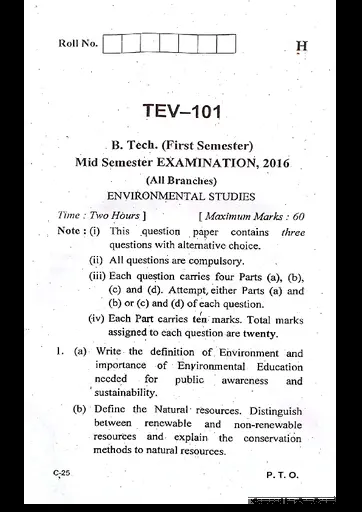 Roll No.
H
TEV–101
B. Tech. (First Semester)
Mid Semester EXAMINATION, 2016
(All Branches)
ENVIRONMENTAL STUDIES
Time : Two Hours ] [ Maximum Marks : 60
Note : (i) This question paper contains three
questions with alternative choice.
(ii) All questions are compulsory.
(iii) Each question carries four Parts (a), (b),
(c) and (d). Attempt either Parts (a) and
(b) or (c) and (d) of each question.
(iv) Each Part carries ten marks. Total marks
assigned to each question are twenty.
1. (a) Write the definition of Environment and
importance of Environmental Education
needed for public awareness and
sustainability.
(b) Define the Natural resources. Distinguish
between renewable and non-renewable
resources and explain the conservation
methods to natural resources.
C-25 P. T. O.